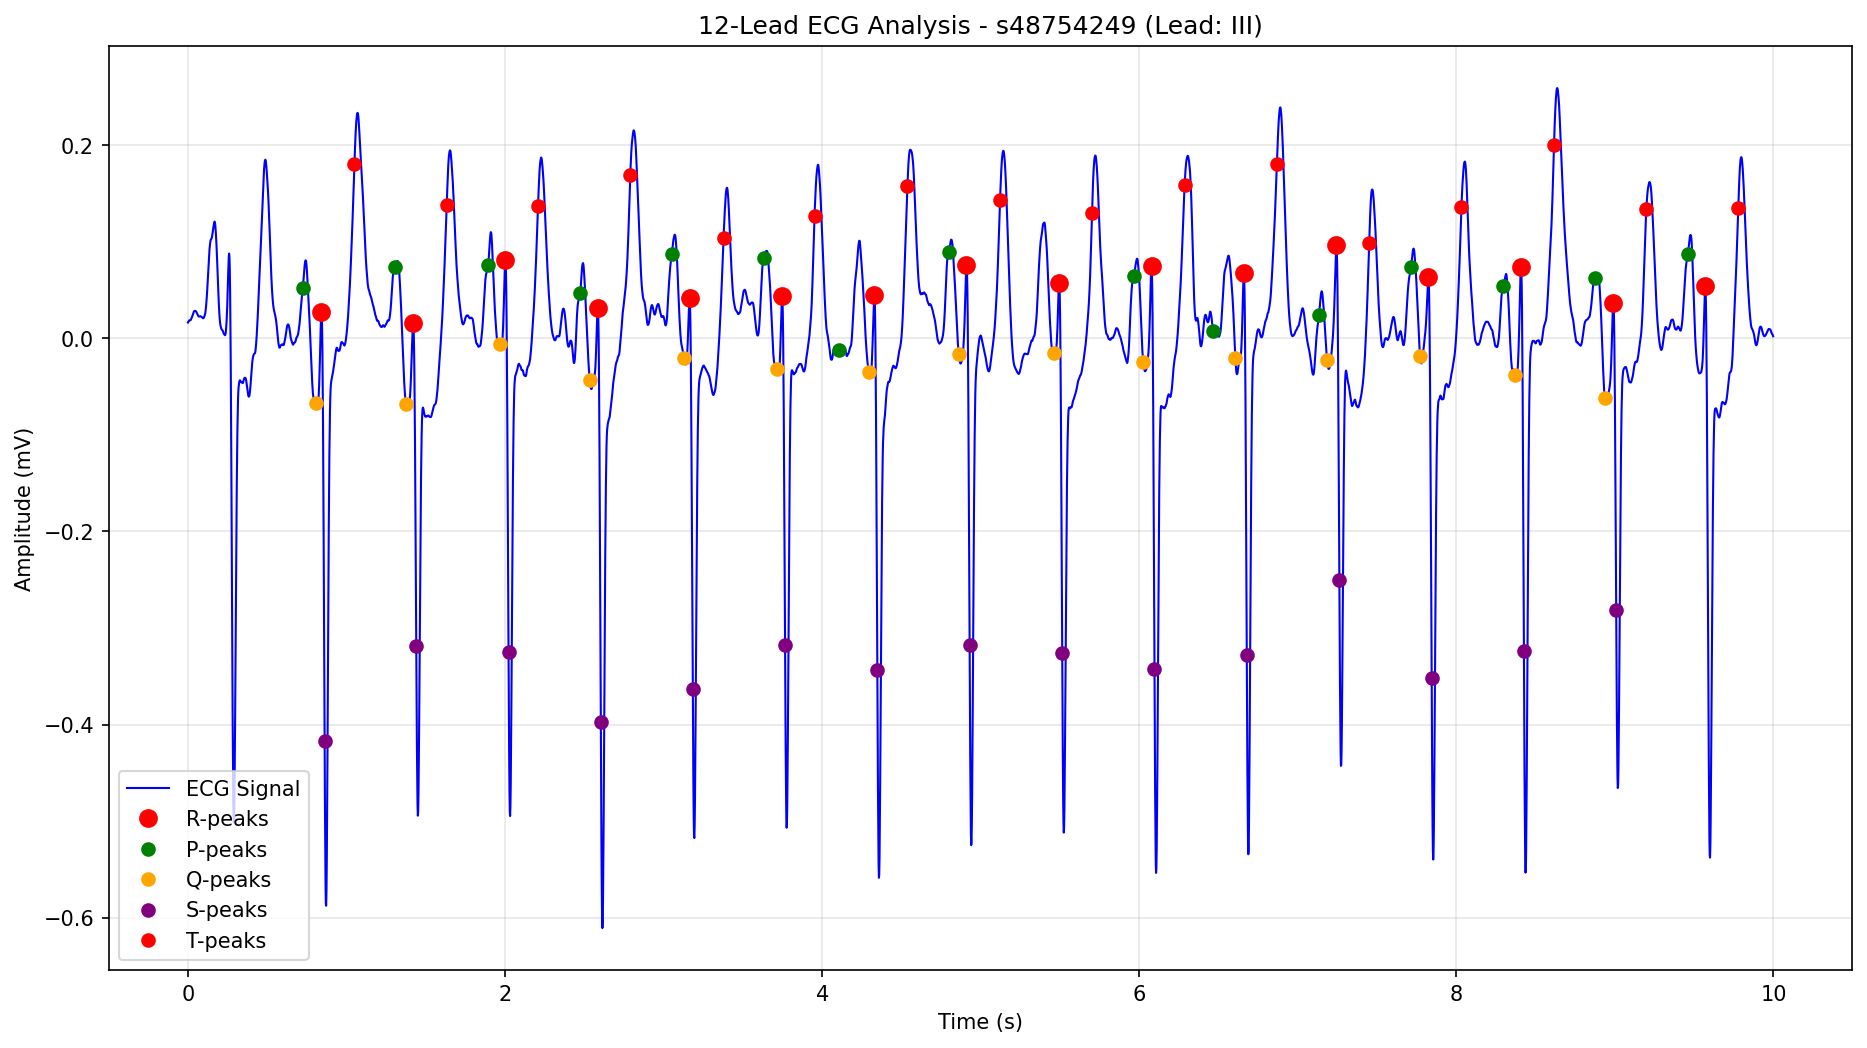 12-Lead ECG Analysis - s48754249 (Lead: III)
Amplitude (mV)
0.2
0.0
−0.2
−0.4
−0.6
ECG Signal
R-peaks
P-peaks
Q-peaks
S-peaks
T-peaks
0 2 4 6 8 10
Time (s)